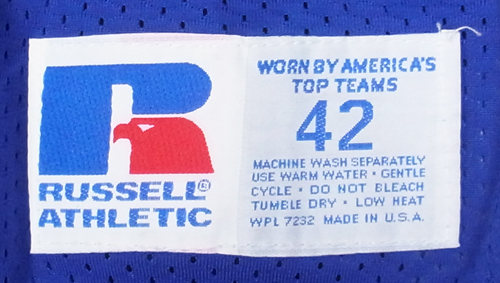 RUSSELL®
ATHLETIC
WORN BY AMERICA'S
TOP TEAMS
42
MACHINE WASH SEPARATELY
USE WARM WATER • GENTLE
CYCLE • DO NOT BLEACH
TUMBLE DRY • LOW HEAT
WPL 7232 MADE IN U.S.A.